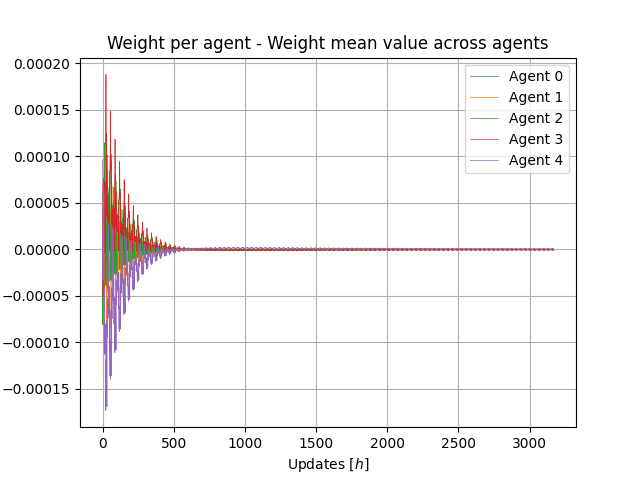 Weight per agent - Weight mean value across agents
0.00020
0.00015
0.00010
0.00005
0.00000
−0.00005
−0.00010
−0.00015
Agent 0
Agent 1
Agent 2
Agent 3
Agent 4
0 500 1000 1500 2000 2500 3000
Updates [h]